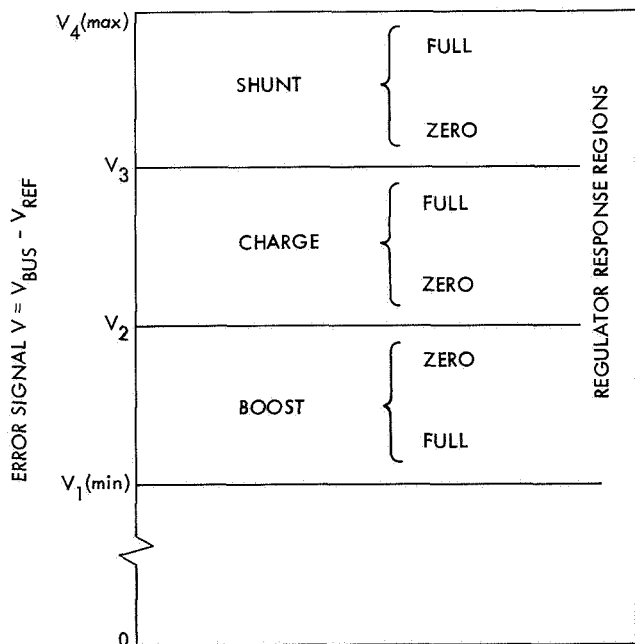 V4(max)
SHUNT
FULL
ZERO
V3
CHARGE
FULL
ZERO
V2
BOOST
ZERO
FULL
V1(min)
0
ERROR SIGNAL V = VBUS - VREF
REGULATOR RESPONSE REGIONS